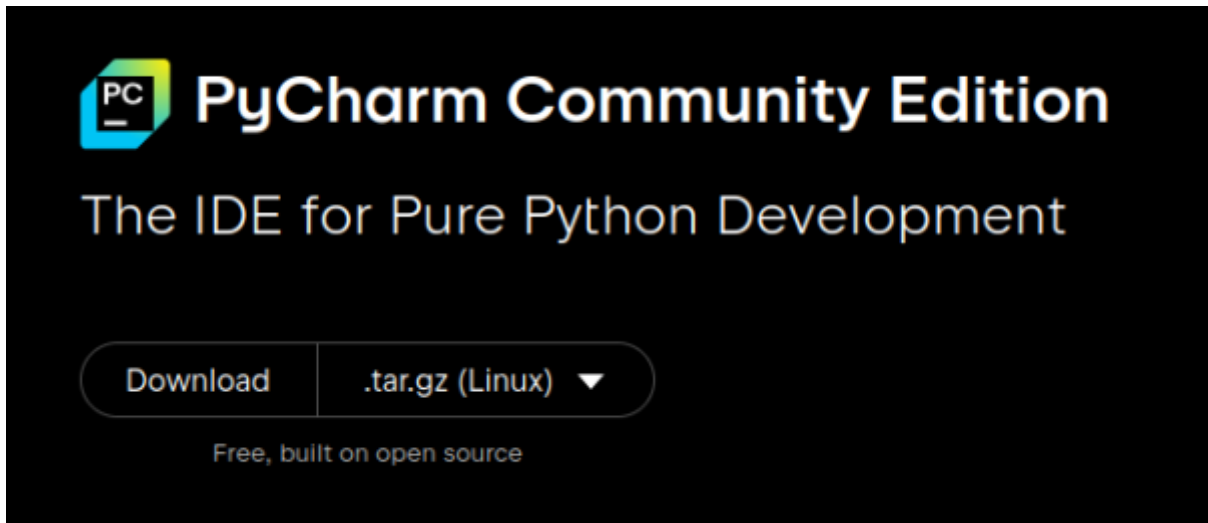 PC
PyCharm Community Edition
The IDE for Pure Python Development
Download .tar.gz (Linux)
Free, built on open source